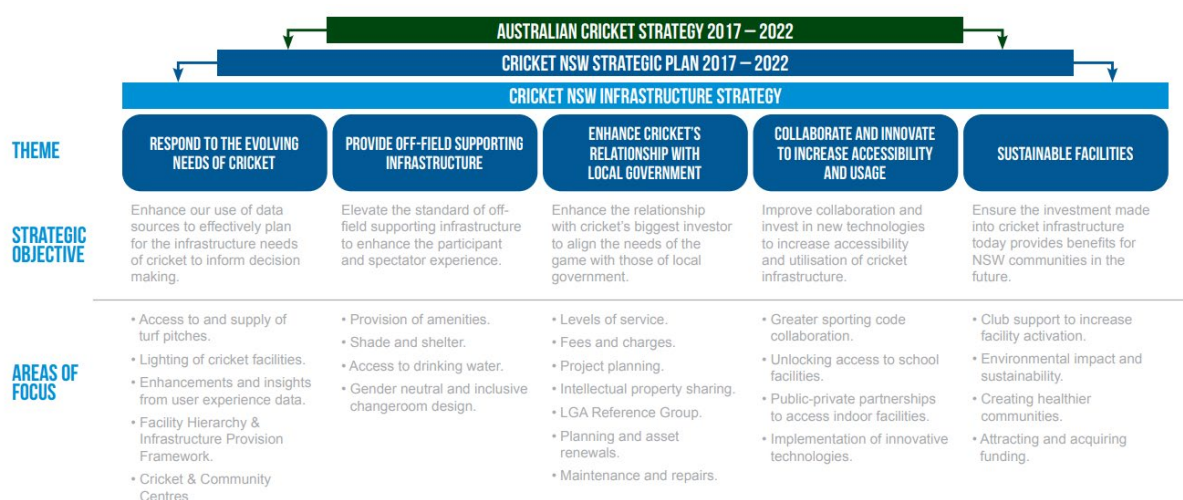 AUSTRALIAN CRICKET STRATEGY 2017 – 2022
CRICKET NSW STRATEGIC PLAN 2017 – 2022
CRICKET NSW INFRASTRUCTURE STRATEGY
THEME
RESPOND TO THE EVOLVING
NEEDS OF CRICKET
PROVIDE OFF-FIELD SUPPORTING
INFRASTRUCTURE
ENHANCE CRICKET'S
RELATIONSHIP WITH
LOCAL GOVERNMENT
COLLABORATE AND INNOVATE
TO INCREASE ACCESSIBILITY
AND USAGE
SUSTAINABLE FACILITIES
STRATEGIC
OBJECTIVE
Enhance our use of data
sources to effectively plan
for the infrastructure needs
of cricket to inform decision
making.
Elevate the standard of off-
field supporting infrastructure
to enhance the participant
and spectator experience.
Enhance the relationship
with cricket's biggest investor
to align the needs of the
game with those of local
government.
Improve collaboration and
invest in new technologies
to increase accessibility
and utilisation of cricket
infrastructure.
Ensure the investment made
into cricket infrastructure
today provides benefits for
NSW communities in the
future.
AREAS OF
FOCUS
• Access to and supply of
turf pitches.
• Lighting of cricket facilities.
• Enhancements and insights
from user experience data.
• Facility Hierarchy &
Infrastructure Provision
Framework.
• Cricket & Community
Centres
• Provision of amenities.
• Shade and shelter.
• Access to drinking water.
• Gender neutral and inclusive
changeroom design.
• Levels of service.
• Fees and charges.
• Project planning.
• Intellectual property sharing.
• LGA Reference Group.
• Planning and asset
renewals.
• Maintenance and repairs.
• Greater sporting code
collaboration.
• Unlocking access to school
facilities.
• Public-private partnerships
to access indoor facilities.
• Implementation of innovative
technologies.
• Club support to increase
facility activation.
• Environmental impact and
sustainability.
• Creating healthier
communities.
• Attracting and acquiring
funding.